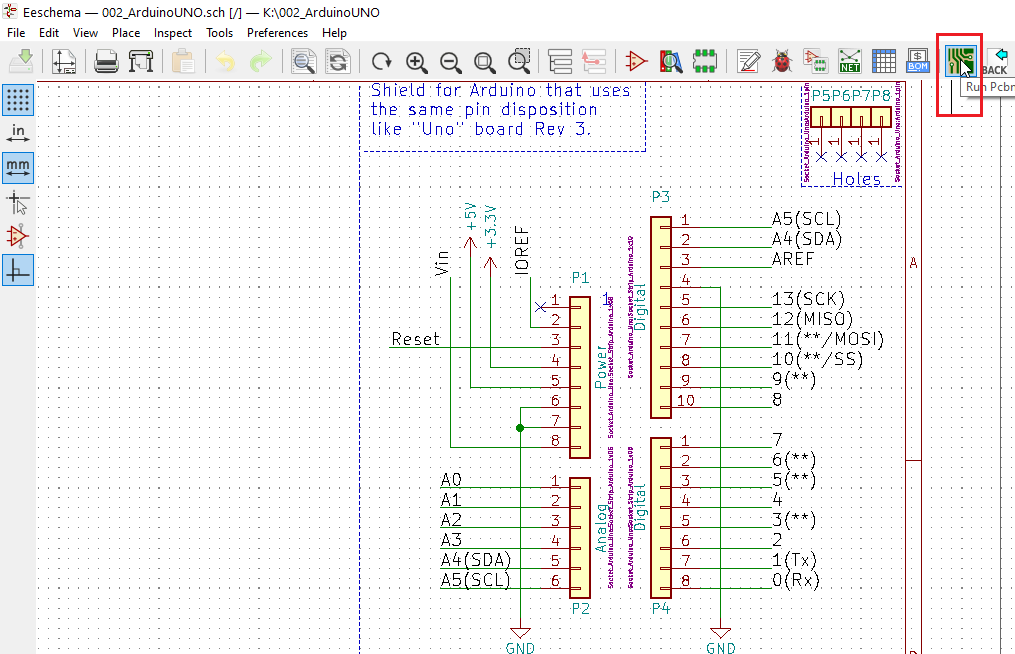 Eeschema — 002_ArduinoUNO.sch [/] — K:\002_ArduinoUNO
File Edit View Place Inspect Tools Preferences Help
NET
BOM
BACK
Run Pcbn
in
mm
Shield for Arduino that uses
the same pin disposition
like "Uno" board Rev 3.
P5 P6 P7 P8
1 1 1 1
Holes
A
+5V
+3.3V
Vin
IOREF
Reset
P1
1
1
2
3
4
5
6
7
8
Power
Socket_Strip_Arduino_1x08
P3
1 A5(SCL)
2 A4(SDA)
3 AREF
4
5 13(SCK)
6 12(MISO)
7 11(**/MOSI)
8 10(**/SS)
9 9(**)
10 8
Digital
A0 1
A1 2
A2 3
A3 4
A4(SDA) 5
A5(SCL) 6
Analog
P2
1 7
2 6(**)
3 5(**)
4 4
5 3(**)
6 2
7 1(Tx)
8 0(Rx)
Digital
P4
GND
GND